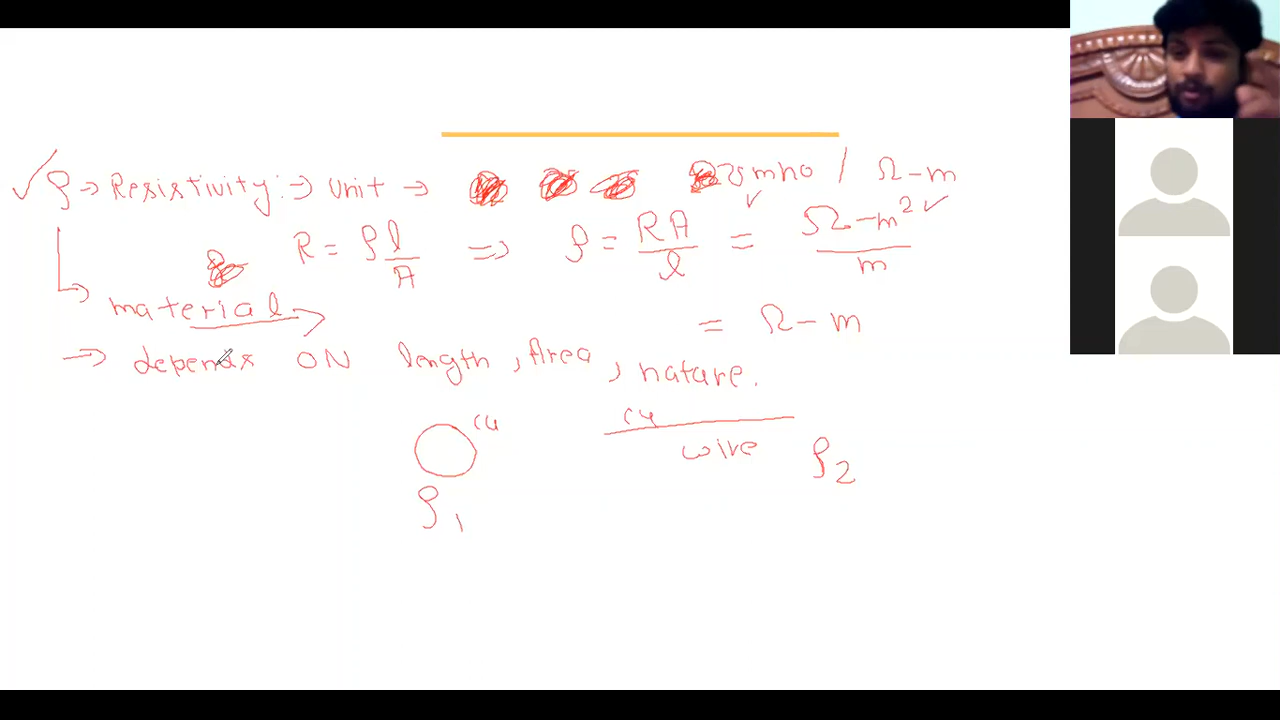 ρ → Resistivity :→ Unit → ℧ mho / Ω-m
R = ρl/A ⇒ ρ = RA/l = Ω-m²/m
material →
= Ω-m
→ depends ON length, Area, nature.
Cu Cu
wire
ρ1 ρ2